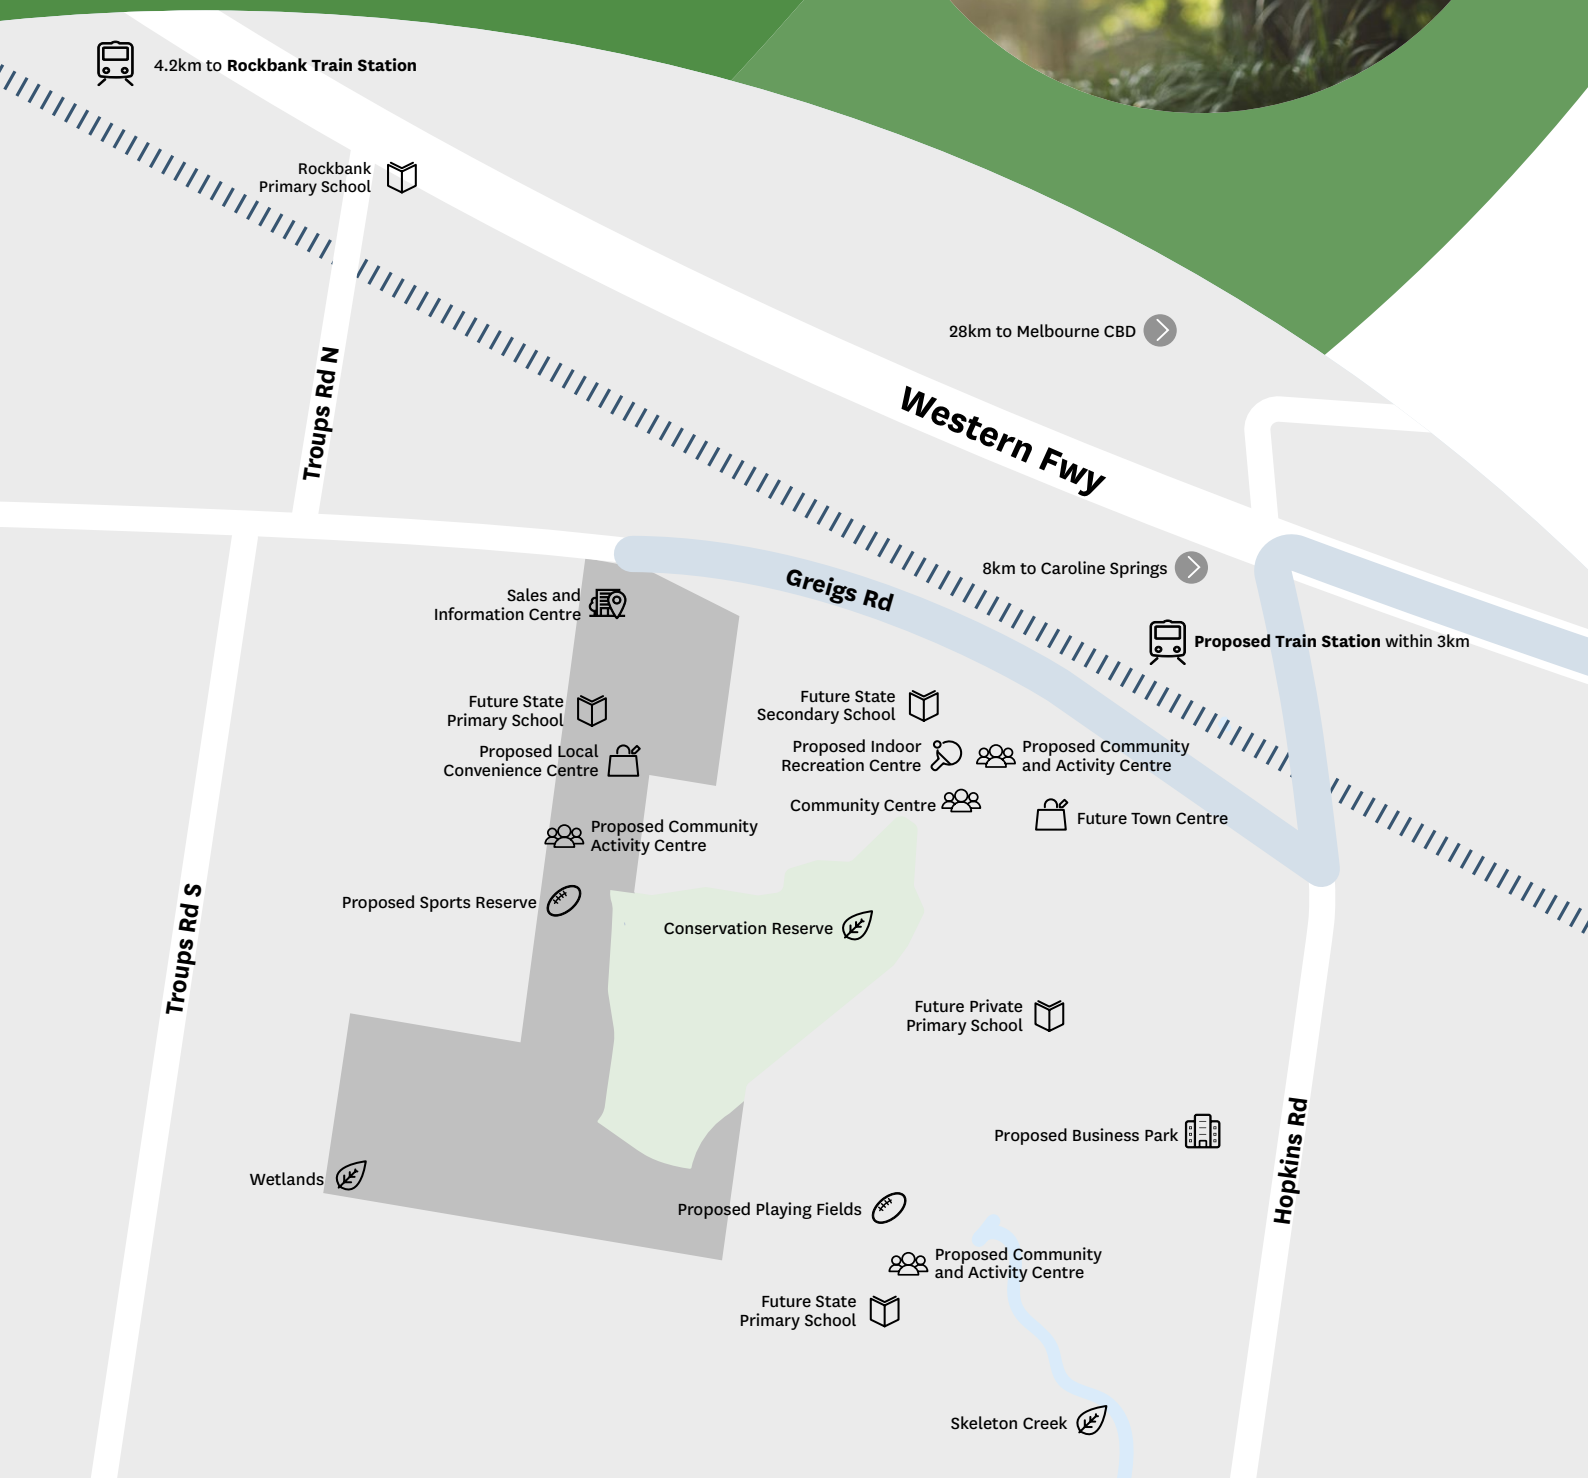 4.2km to Rockbank Train Station
Rockbank
Primary School
28km to Melbourne CBD
Troups Rd N
Western Fwy
8km to Caroline Springs
Greigs Rd
Sales and
Information Centre
Proposed Train Station within 3km
Future State
Primary School
Future State
Secondary School
Proposed Local
Convenience Centre
Proposed Indoor
Recreation Centre
Proposed Community
and Activity Centre
Community Centre
Future Town Centre
Proposed Community
Activity Centre
Proposed Sports Reserve
Conservation Reserve
Troups Rd S
Future Private
Primary School
Proposed Business Park
Hopkins Rd
Wetlands
Proposed Playing Fields
Proposed Community
and Activity Centre
Future State
Primary School
Skeleton Creek